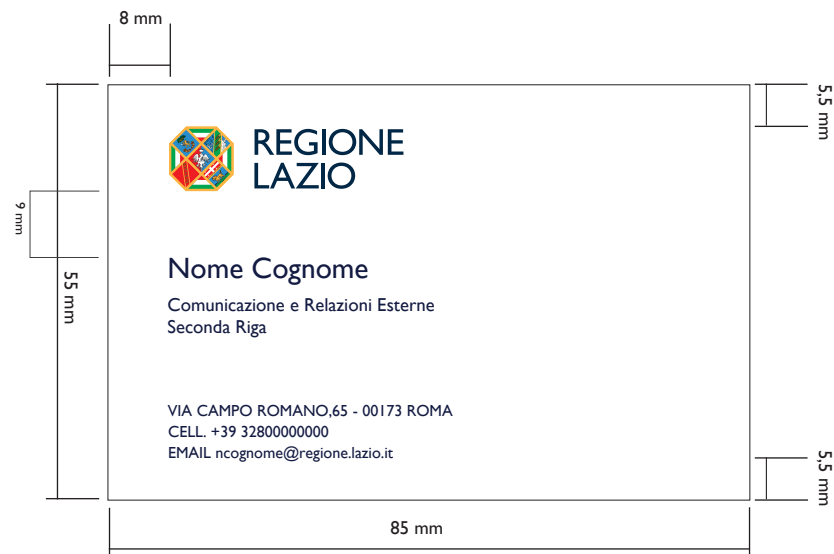 8 mm
5,5 mm
REGIONE
LAZIO
9 mm
55 mm
Nome Cognome
Comunicazione e Relazioni Esterne
Seconda Riga
VIA CAMPO ROMANO,65 - 00173 ROMA
CELL. +39 32800000000
EMAIL ncognome@regione.lazio.it
5,5 mm
85 mm